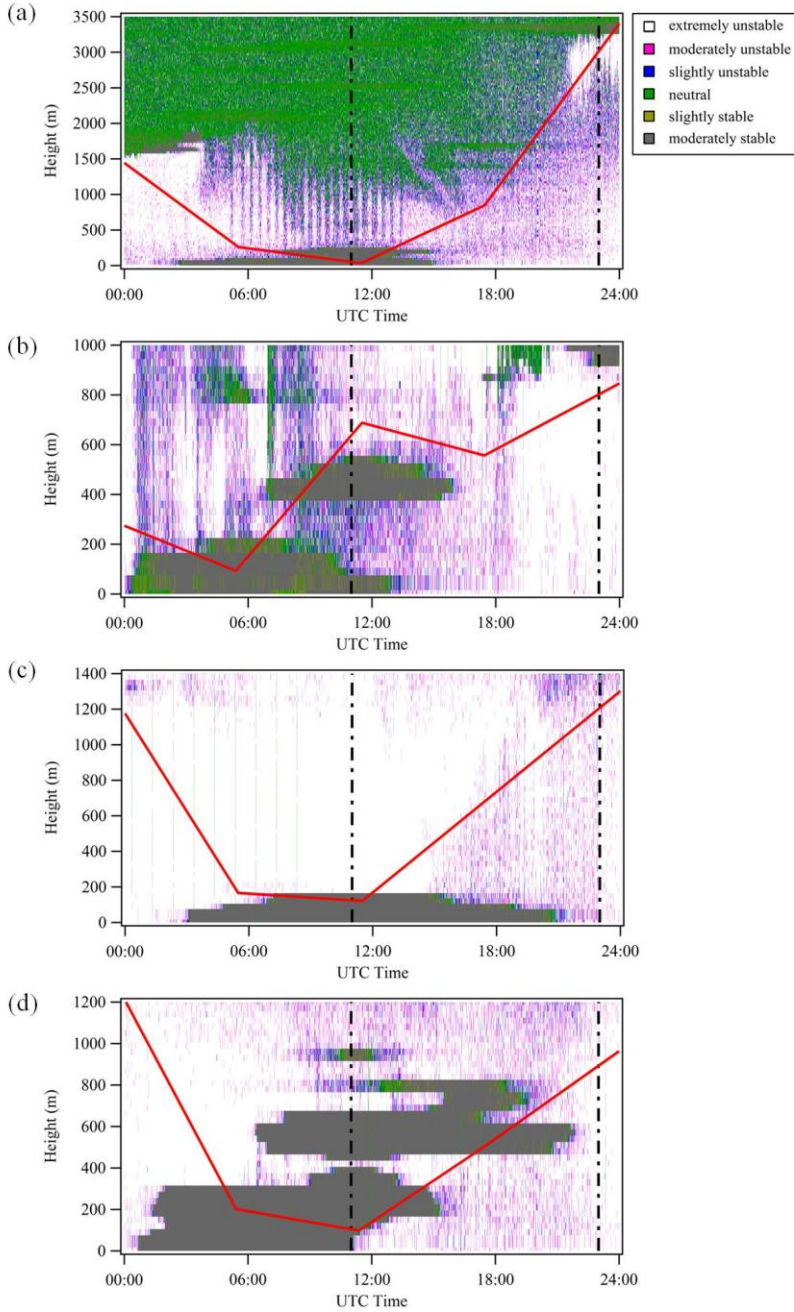 (a)
3500
3000
2500
2000
1500
1000
500
0
Height (m)
00:00 06:00 12:00 18:00 24:00
UTC Time
extremely unstable
moderately unstable
slightly unstable
neutral
slightly stable
moderately stable
(b)
1000
800
600
400
200
0
Height (m)
00:00 06:00 12:00 18:00 24:00
UTC Time
(c)
1400
1200
1000
800
600
400
200
0
Height (m)
00:00 06:00 12:00 18:00 24:00
UTC Time
(d)
1200
1000
800
600
400
200
0
Height (m)
00:00 06:00 12:00 18:00 24:00
UTC Time